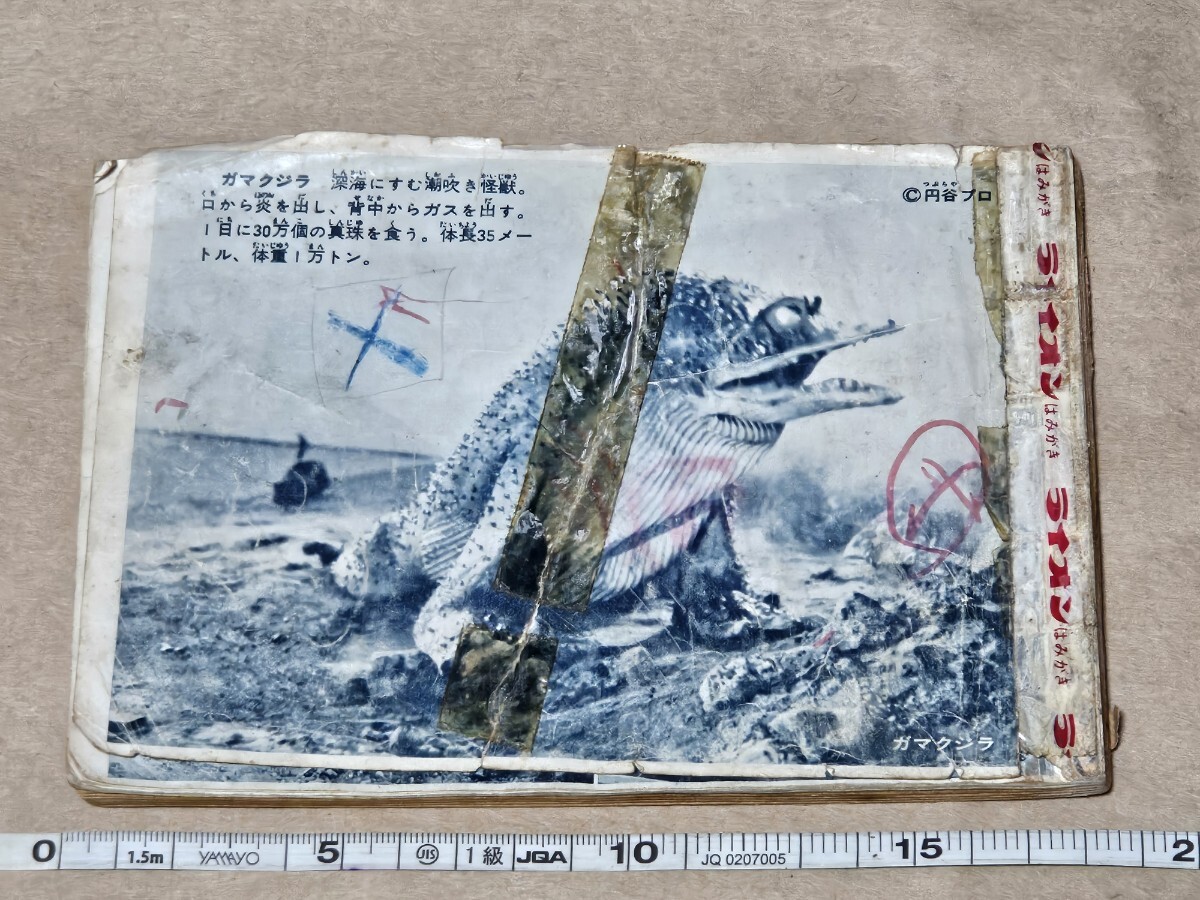 ガマクジラ 深海にすむ潮吹き怪獣。
口から炎を出し、背中からガスを出す。
1日に30万個の真珠を食う。体長35メー
トル、体重1万トン。
©円谷プロ
はみがき
ライオン
はみがき
ライオン
はみがき
ラ
ガマクジラ
0 1.5m YAMAYO 5 JIS 1級 JQA 10 JQ 0207005 15 2